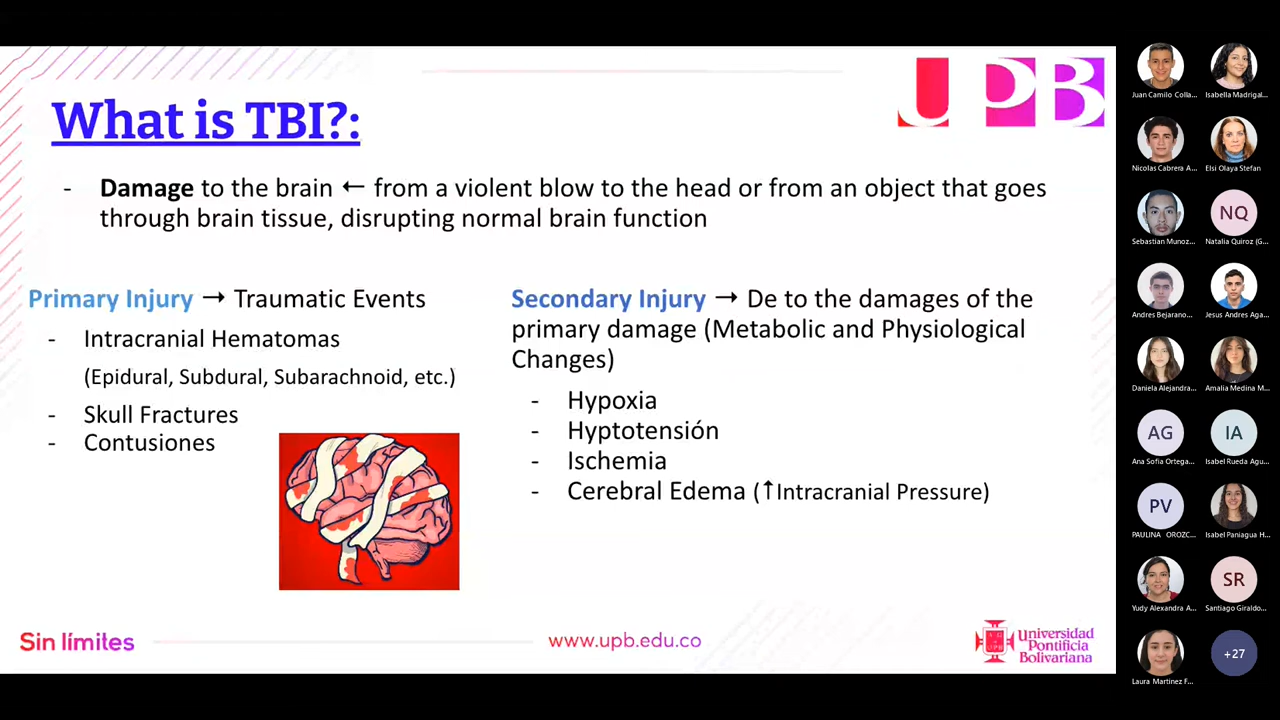 UPB
What is TBI?:
- Damage to the brain ← from a violent blow to the head or from an object that goes
through brain tissue, disrupting normal brain function
Primary Injury → Traumatic Events
- Intracranial Hematomas
(Epidural, Subdural, Subarachnoid, etc.)
- Skull Fractures
- Contusiones
Secondary Injury → De to the damages of the
primary damage (Metabolic and Physiological
Changes)
- Hypoxia
- Hyptotensión
- Ischemia
- Cerebral Edema (↑Intracranial Pressure)
Sin límites
www.upb.edu.co
Universidad
Pontificia
Bolivariana
Juan Camilo Colla...
Isabella Madrigal...
Nicolas Cabrera A...
Elsi Olaya Stefan
Sebastian Munoz...
NQ
Natalia Quiroz (G...
Andres Bejarano...
Jesus Andres Aga...
Daniela Alejandra...
Amalia Medina M...
AG
Ana Sofia Ortega...
IA
Isabel Rueda Agu...
PV
PAULINA OROZC...
Isabel Paniagua H...
Yudy Alexandra A...
SR
Santiago Giraldo...
Laura Martinez F...
+27